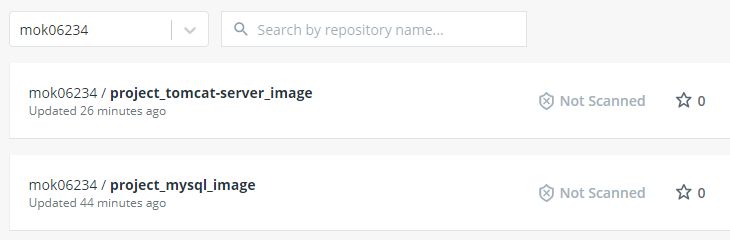 mok06234
Search by repository name...
mok06234 / project_tomcat-server_image
Updated 26 minutes ago
Not Scanned
0
mok06234 / project_mysql_image
Updated 44 minutes ago
Not Scanned
0